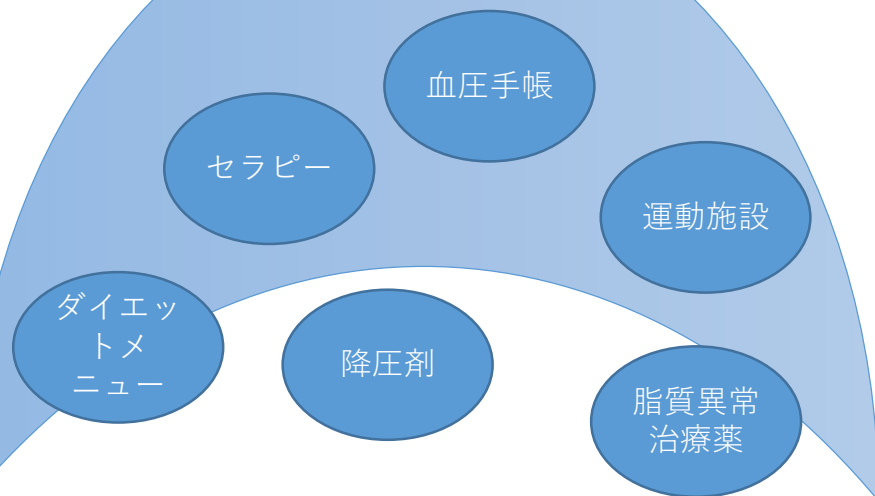 血圧手帳
セラピー
運動施設
ダイエッ
トメ
ニュー
降圧剤
脂質異常
治療薬